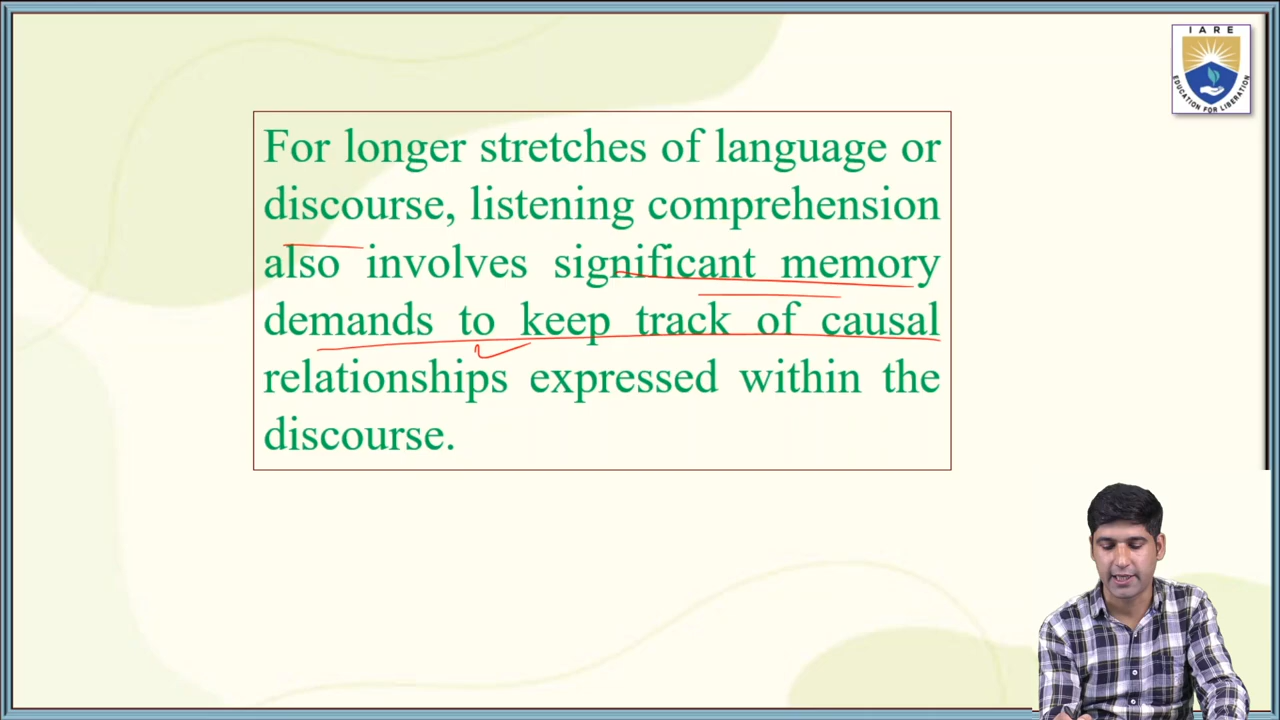 IARE
EDUCATION FOR LIBERATION
For longer stretches of language or
discourse, listening comprehension
also involves significant memory
demands to keep track of causal
relationships expressed within the
discourse.